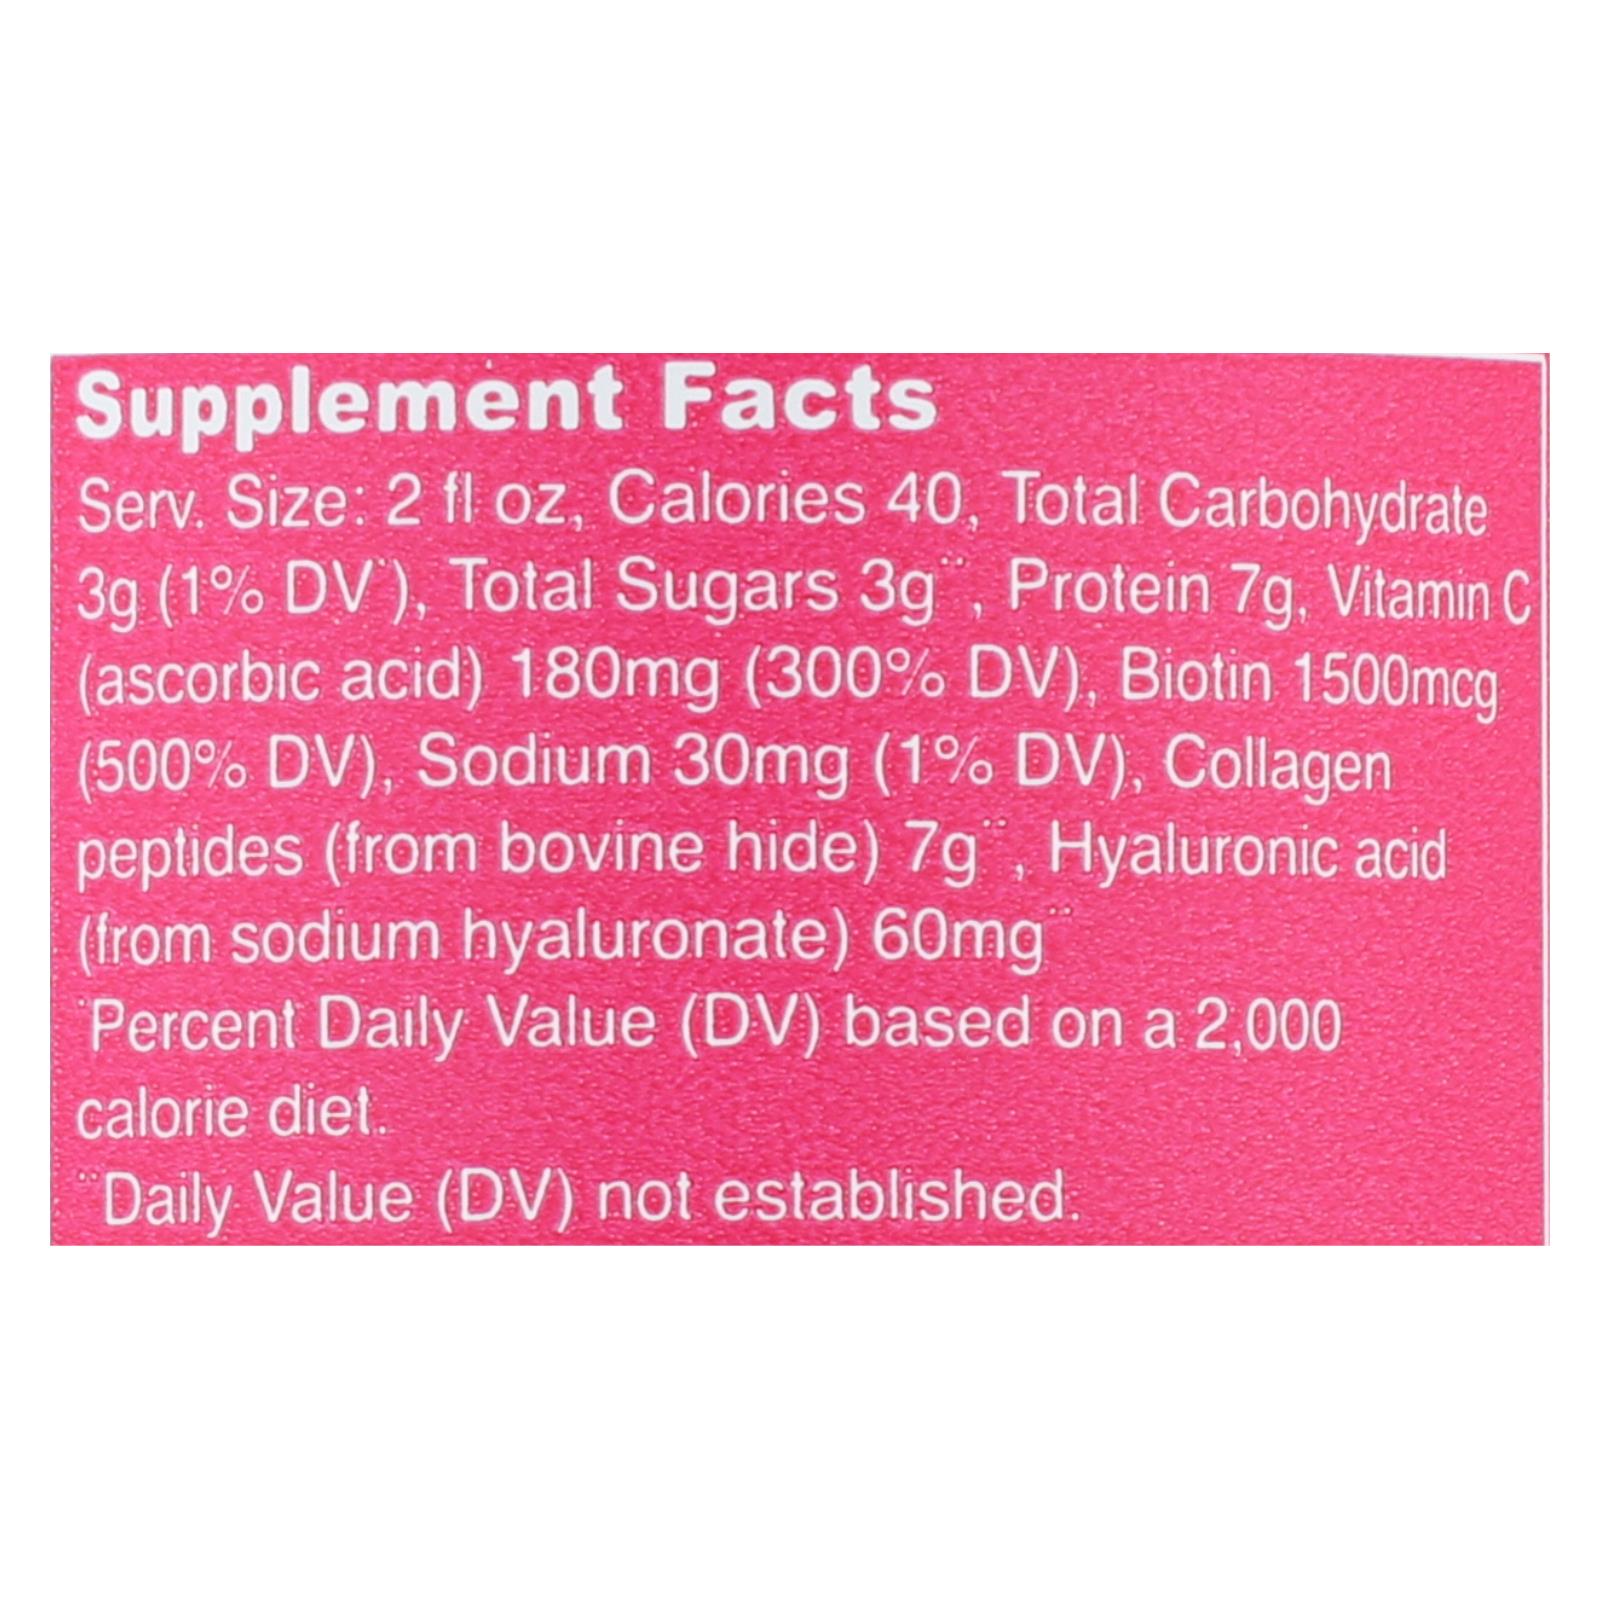 Supplement Facts
Serv. Size: 2 fl oz, Calories 40, Total Carbohydrate
3g (1% DV*), Total Sugars 3g**, Protein 7g, Vitamin C
(ascorbic acid) 180mg (300% DV), Biotin 1500mcg
(500% DV), Sodium 30mg (1% DV), Collagen
peptides (from bovine hide) 7g**, Hyaluronic acid
(from sodium hyaluronate) 60mg**
*Percent Daily Value (DV) based on a 2,000
calorie diet.
**Daily Value (DV) not established.